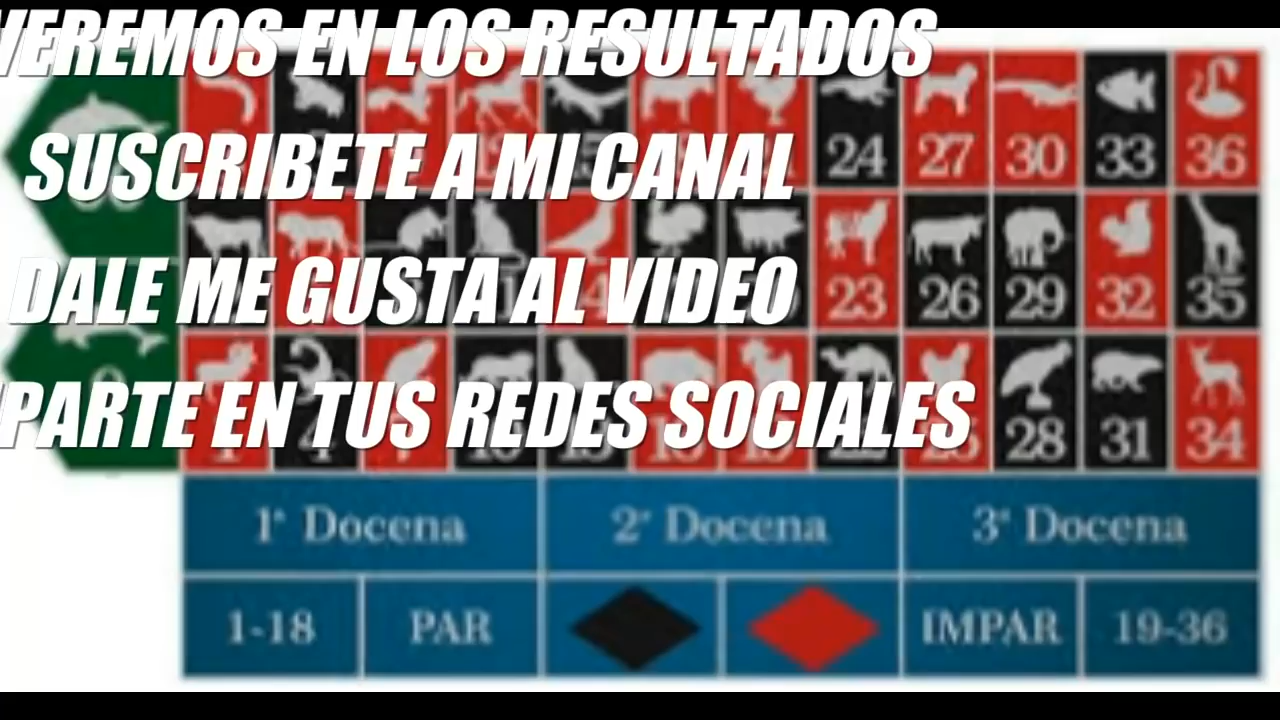 VEREMOS EN LOS RESULTADOS
SUSCRIBETE A MI CANAL
24 27 30 33 36
DALE ME GUSTA AL VIDEO
23 26 29 32 35
PARTE EN TUS REDES SOCIALES
28 31 34
1ª Docena 2ª Docena 3ª Docena
1-18 PAR IMPAR 19-36